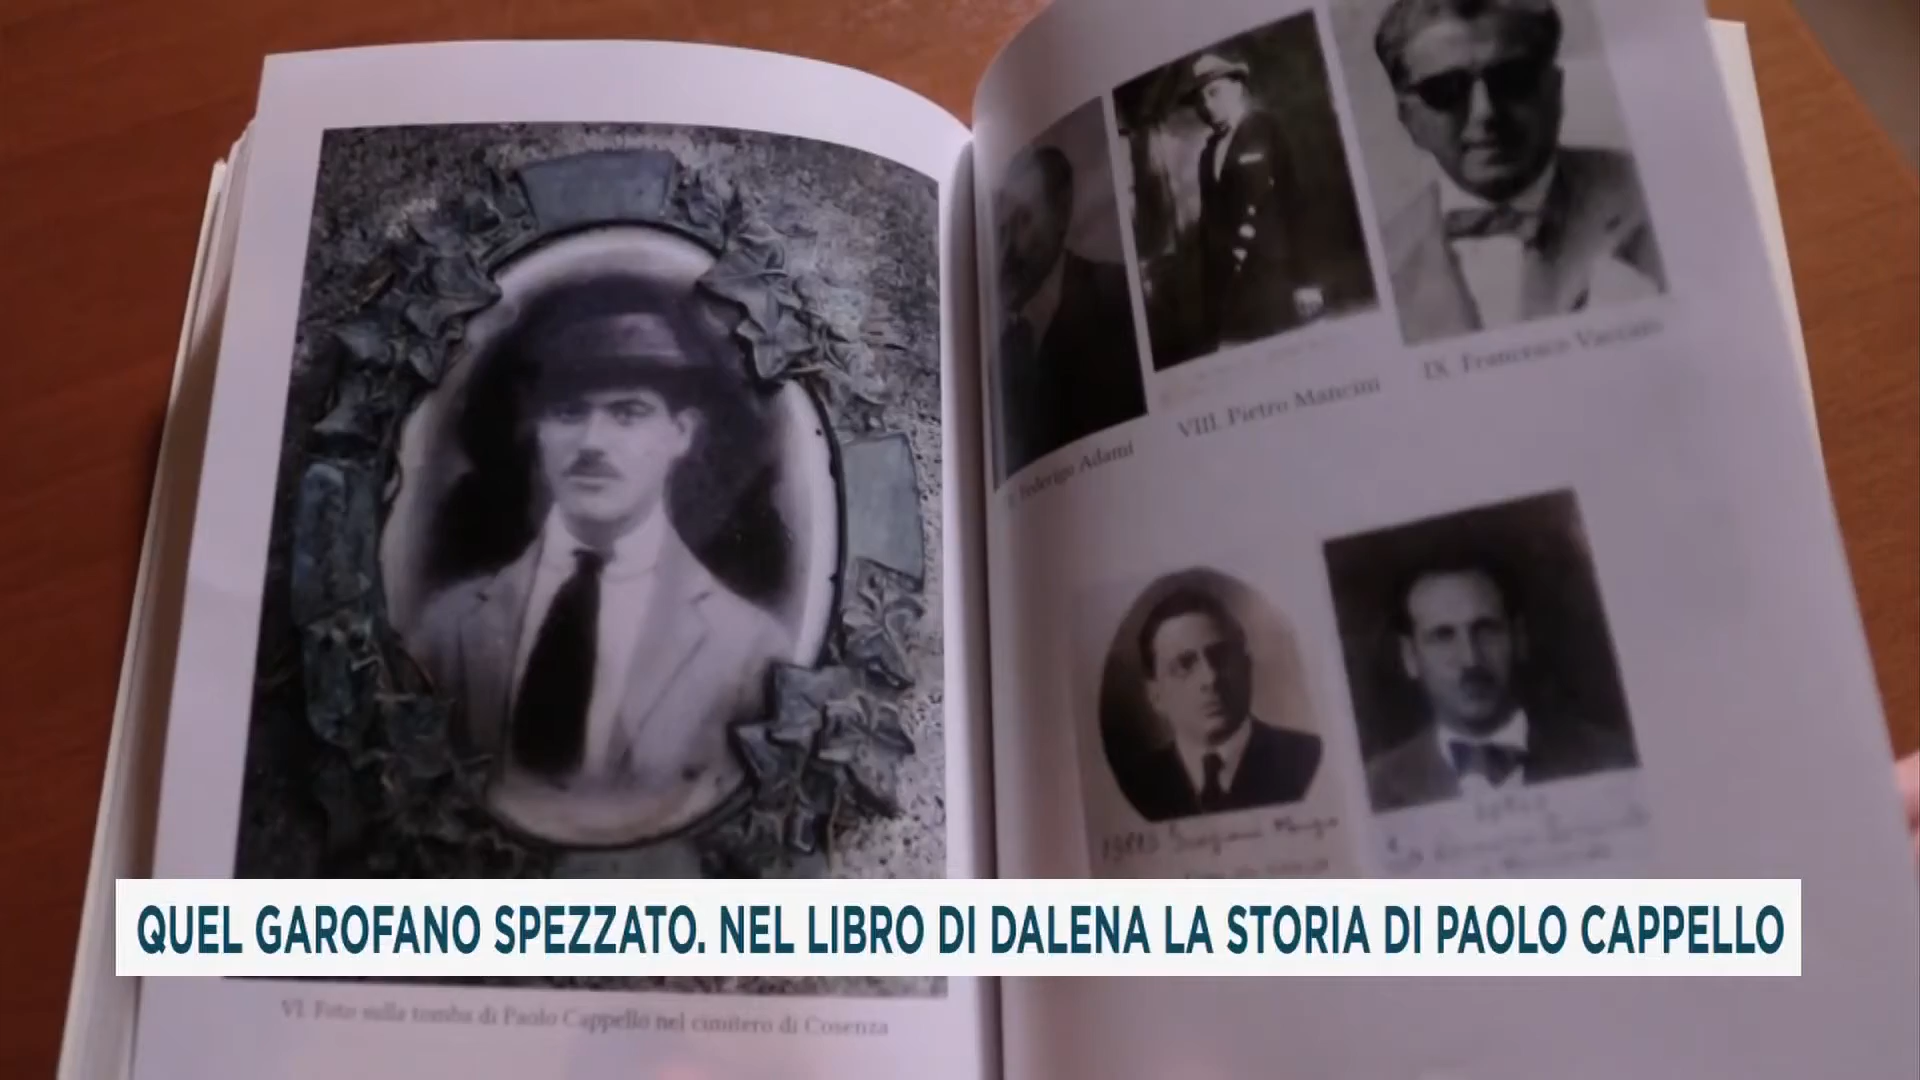 Federigo Adami
VIII. Pietro Mancini
IX. Francesco Vaccaro
QUEL GAROFANO SPEZZATO. NEL LIBRO DI DALENA LA STORIA DI PAOLO CAPPELLO
VI. Foto sulla tomba di Paolo Cappello nel cimitero di Cosenza